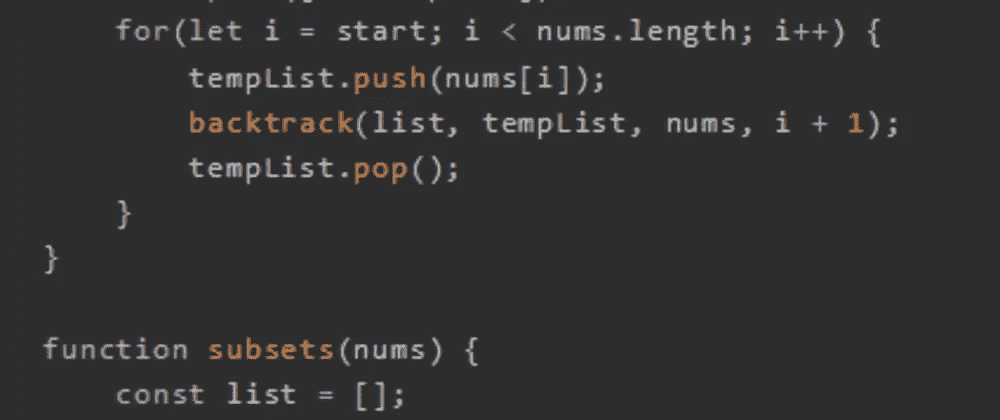 for(let i = start; i < nums.length; i++) {
tempList.push(nums[i]);
backtrack(list, tempList, nums, i + 1);
tempList.pop();
}
}
function subsets(nums) {
const list = [];